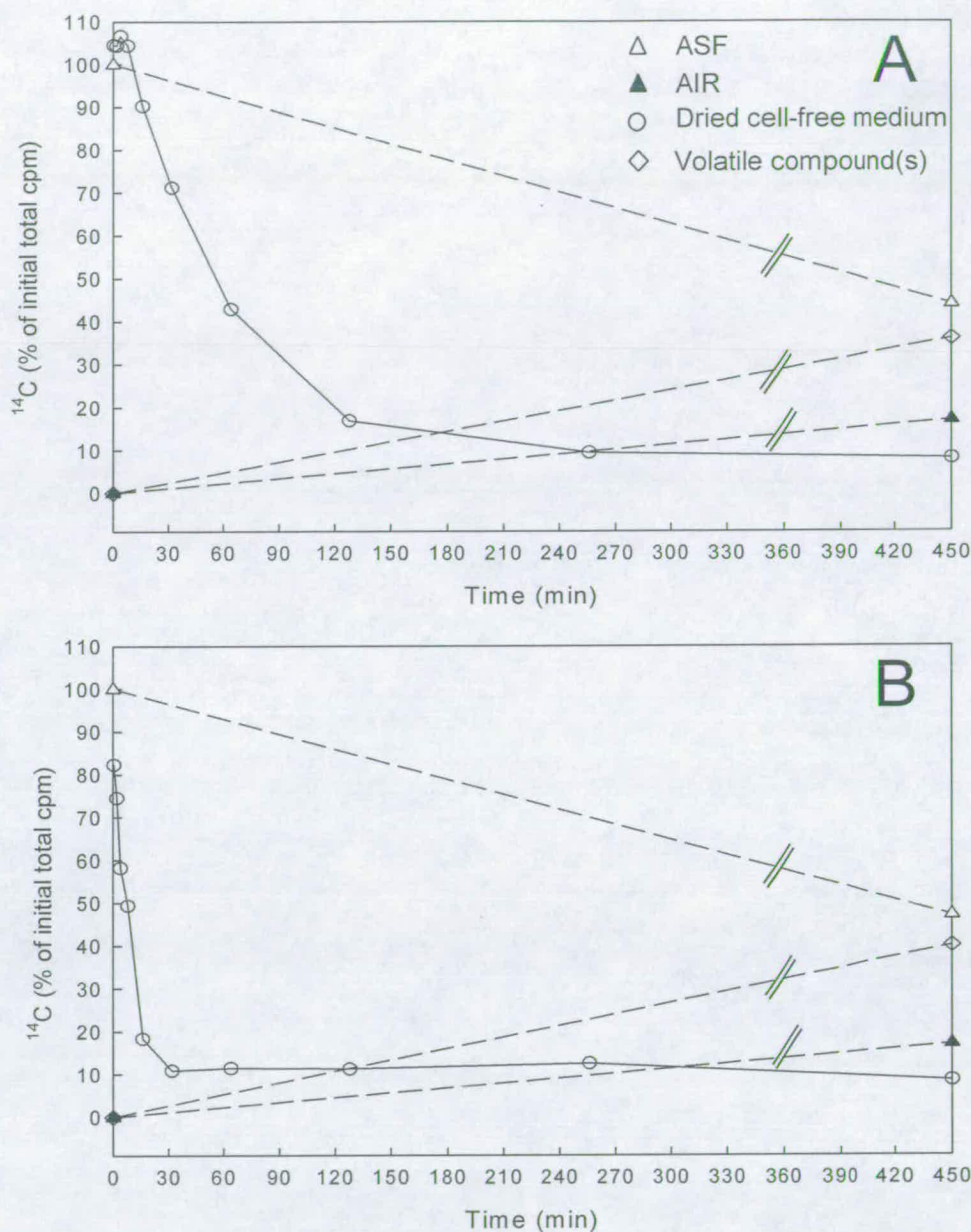 A
△ ASF
▲ AIR
○ Dried cell-free medium
◇ Volatile compound(s)
¹⁴C (% of initial total cpm)
110
100
90
80
70
60
50
40
30
20
10
0
0 30 60 90 120 150 180 210 240 270 300 330 360 390 420 450
Time (min)
B
¹⁴C (% of initial total cpm)
110
100
90
80
70
60
50
40
30
20
10
0
0 30 60 90 120 150 180 210 240 270 300 330 360 390 420 450
Time (min)